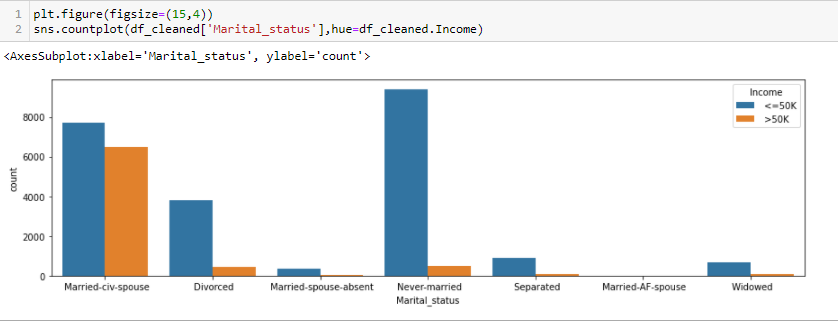 1 plt.figure(figsize=(15,4))
2 sns.countplot(df_cleaned['Marital_status'],hue=df_cleaned.Income)
<AxesSubplot:xlabel='Marital_status', ylabel='count'>
Income
<=50K
>50K
8000
6000
4000
2000
0
count
Married-civ-spouse Divorced Married-spouse-absent Never-married Separated Married-AF-spouse Widowed
Marital_status